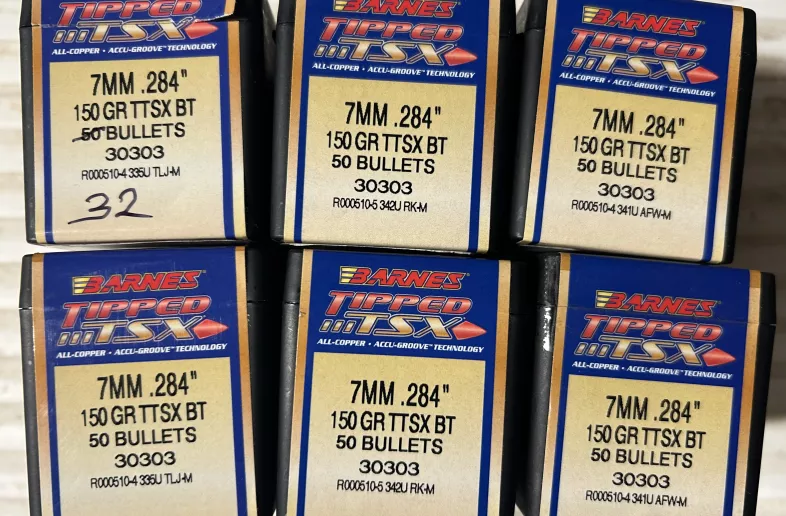 BARNES
TIPPED
TSX
ALL-COPPER • ACCU-GROOVE™ TECHNOLOGY
7MM .284"
150 GR TTSX BT
50 BULLETS
30303
R000510-4 335U TLJ-M
32
BARNES
TIPPED
TSX
ALL-COPPER • ACCU-GROOVE™ TECHNOLOGY
7MM .284"
150 GR TTSX BT
50 BULLETS
30303
R000510-5 342U RK-M
BARNES
TIPPED
TSX
ALL-COPPER • ACCU-GROOVE™ TECHNOLOGY
7MM .284"
150 GR TTSX BT
50 BULLETS
30303
R000510-4 341U AFW-M
BARNES
TIPPED
TSX
ALL-COPPER • ACCU-GROOVE™ TECHNOLOGY
7MM .284"
150 GR TTSX BT
50 BULLETS
30303
R000510-4 335U TLJ-M
BARNES
TIPPED
TSX
ALL-COPPER • ACCU-GROOVE™ TECHNOLOGY
7MM .284"
150 GR TTSX BT
50 BULLETS
30303
R000510-5 342U RK-M
BARNES
TIPPED
TSX
ALL-COPPER • ACCU-GROOVE™ TECHNOLOGY
7MM .284"
150 GR TTSX BT
50 BULLETS
30303
R000510-4 341U AFW-M